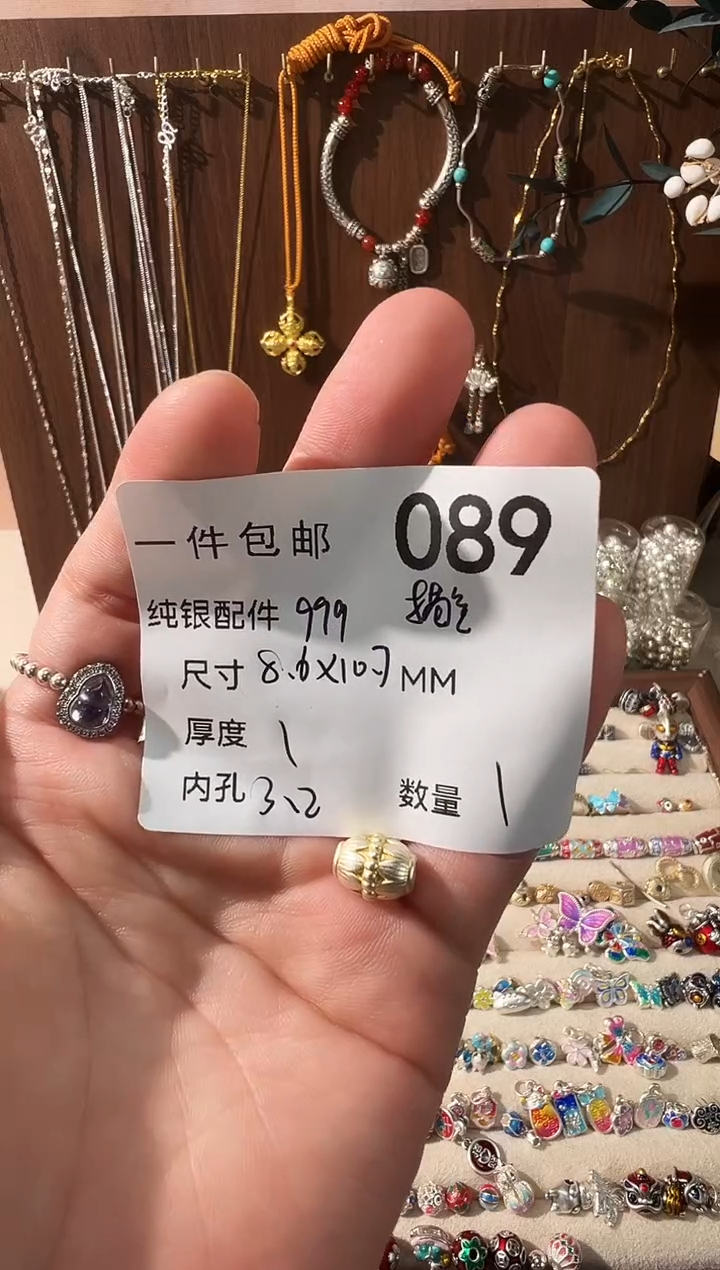 一件包邮 089
纯银配件 999
尺寸 8.6X10.7 MM
厚度 1
内孔 3.2 数量 1